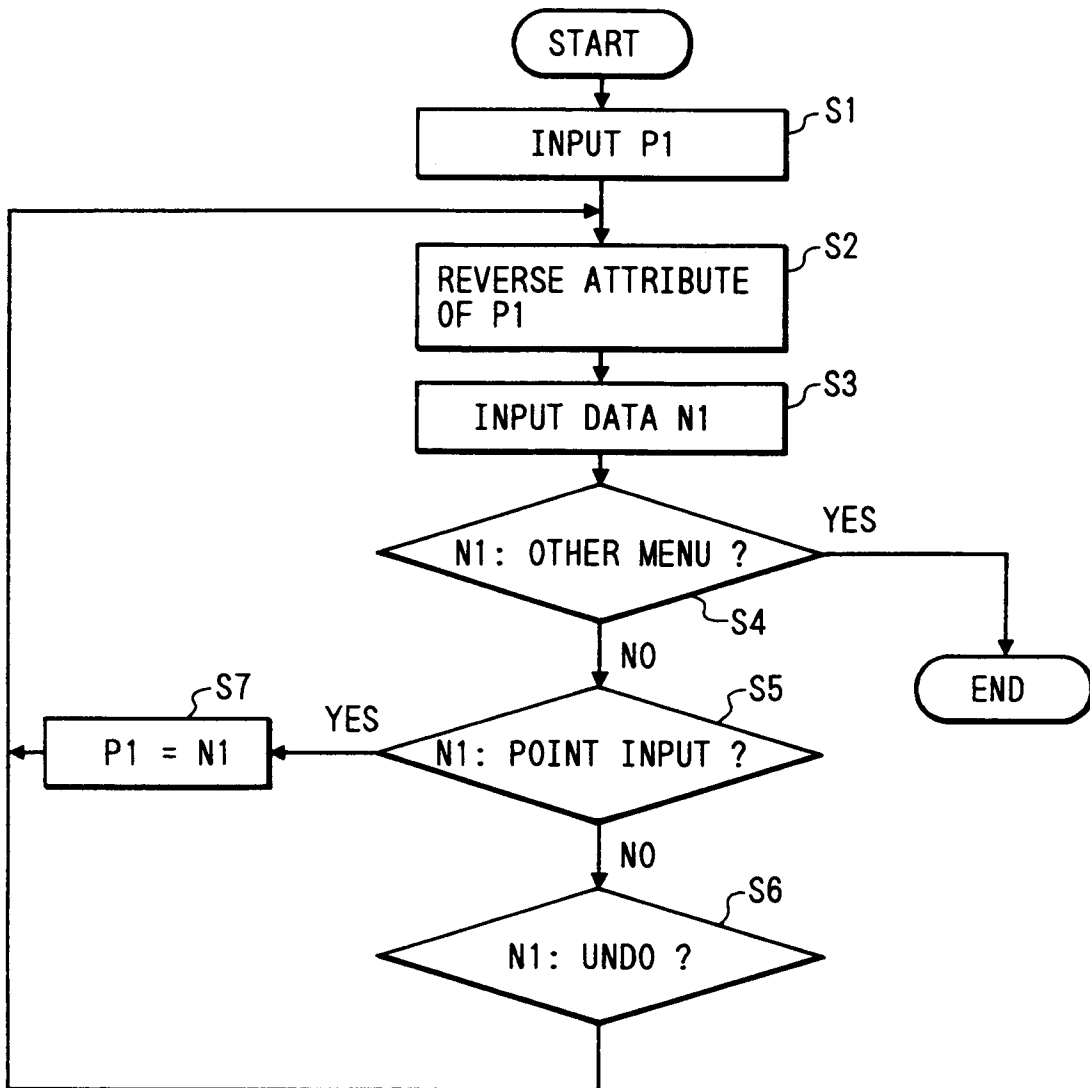 START
S1
INPUT P1
S2
REVERSE ATTRIBUTE
OF P1
S3
INPUT DATA N1
YES
N1: OTHER MENU ?
S4
NO
END
S7
S5
YES
P1 = N1
N1: POINT INPUT ?
NO
S6
N1: UNDO ?